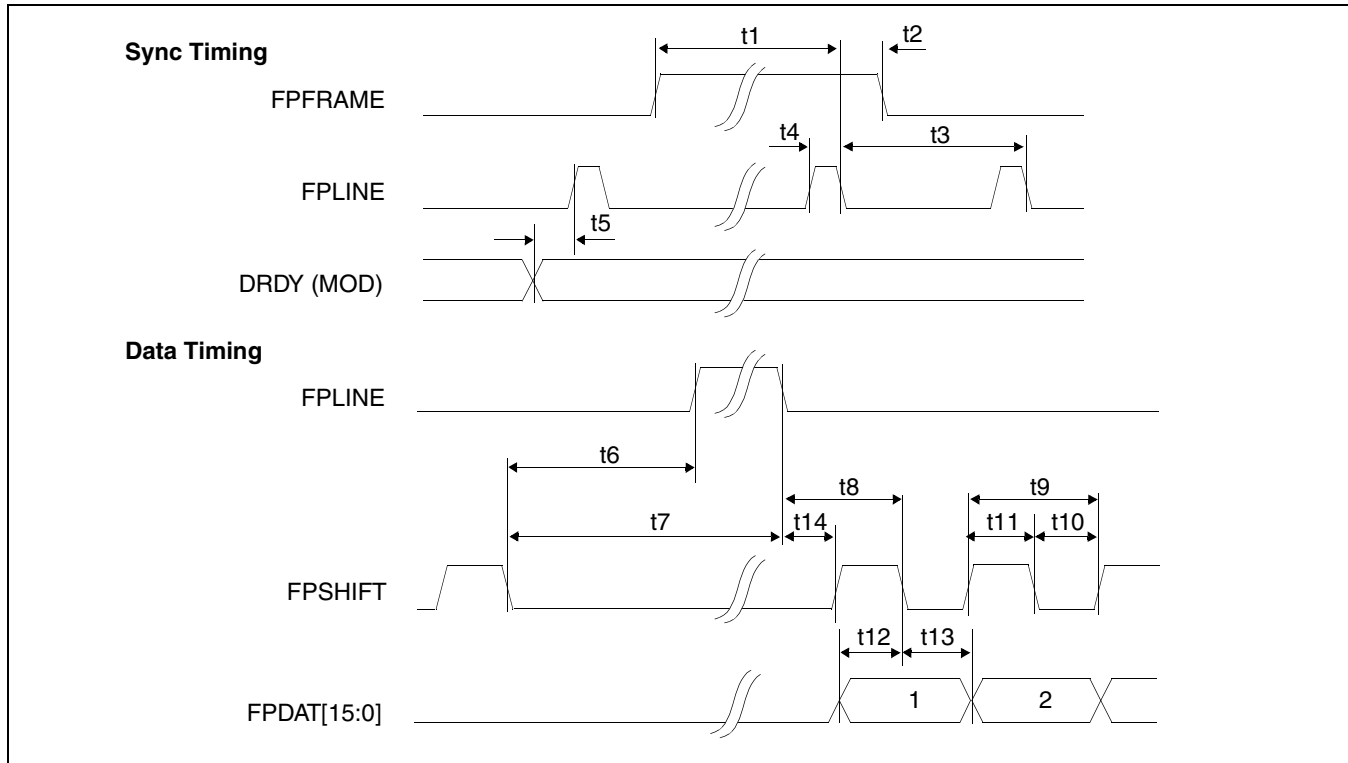 Sync Timing
t1
t2
FPFRAME
t4
t3
FPLINE
t5
DRDY (MOD)
Data Timing
FPLINE
t6
t8
t9
t7
t14
t11
t10
FPSHIFT
t12
t13
FPDAT[15:0]
1
2